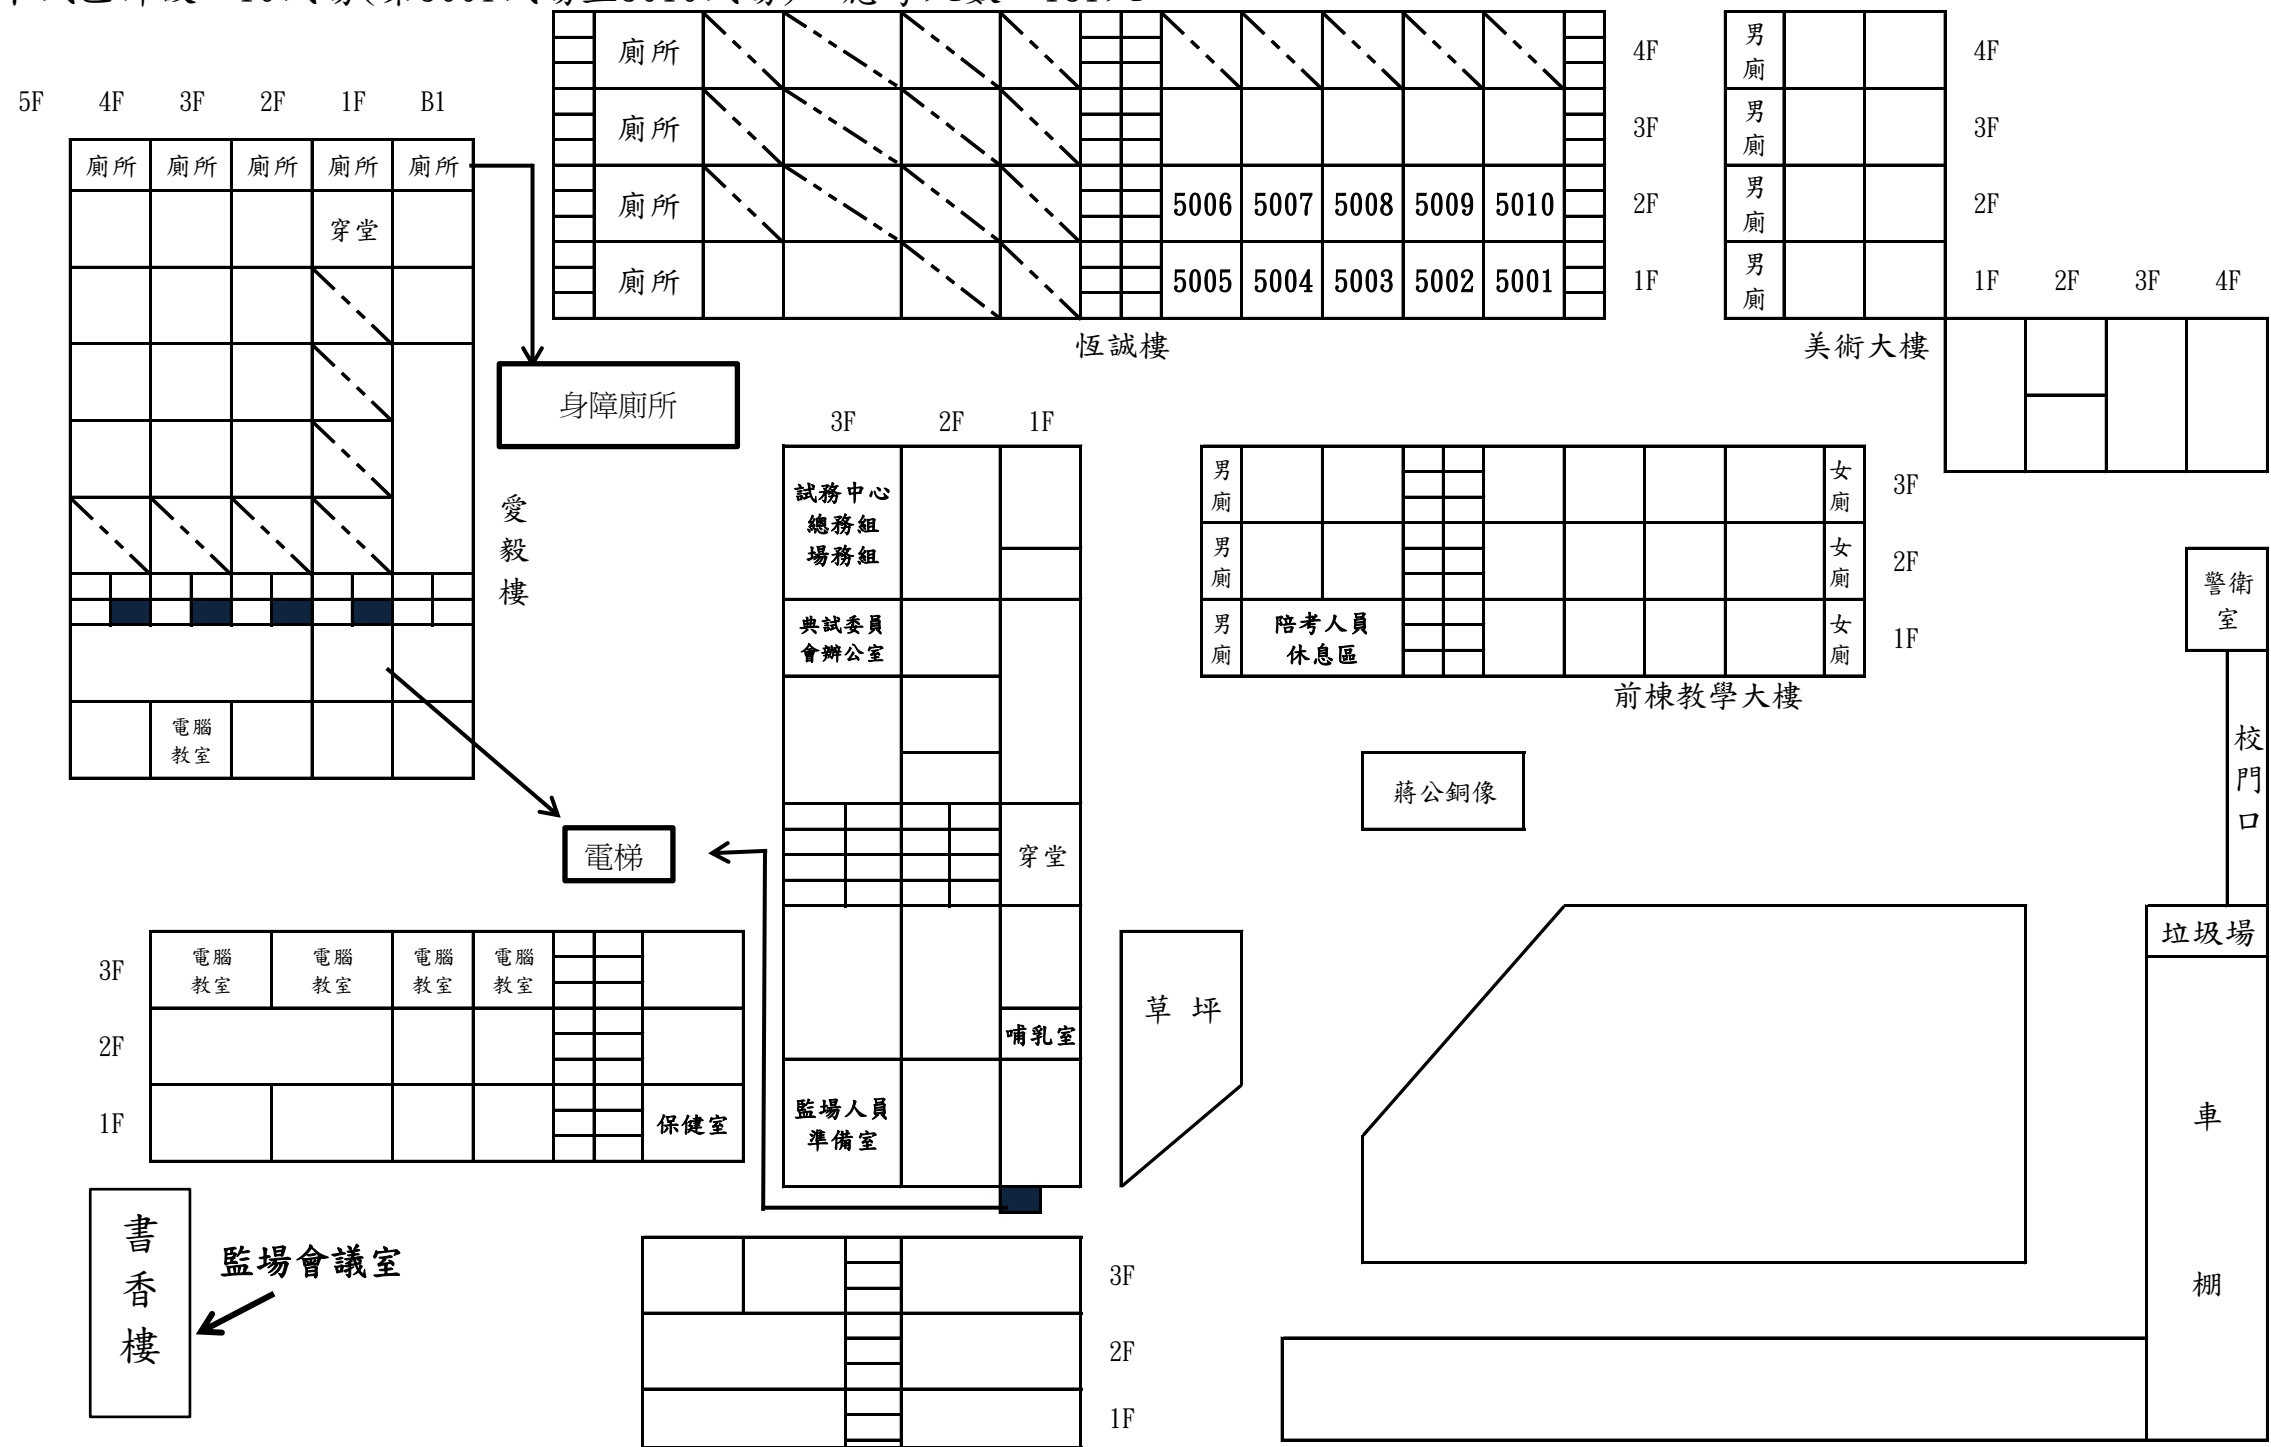 廁所 4F 男廁 4F
5F 4F 3F 2F 1F B1
廁所 3F 男廁 3F
廁所 廁所 廁所 廁所 廁所
廁所 5006 5007 5008 5009 5010 2F 男廁 2F
穿堂
廁所 5005 5004 5003 5002 5001 1F 男廁 1F 2F 3F 4F
恆誠樓 美術大樓
身障廁所
3F 2F 1F
試務中心
總務組
場務組
男廁 女廁 3F
愛毅樓
男廁 女廁 2F
警衛室
典試委員
會辦公室
男廁 陪考人員
休息區
女廁 1F
前棟教學大樓
電腦
教室
校門口
蔣公銅像
電梯
穿堂
垃圾場
3F 電腦教室 電腦教室 電腦教室 電腦教室
草坪
2F
哺乳室
1F 保健室
監場人員
準備室
車棚
書香樓
監場會議室
3F
2F
1F